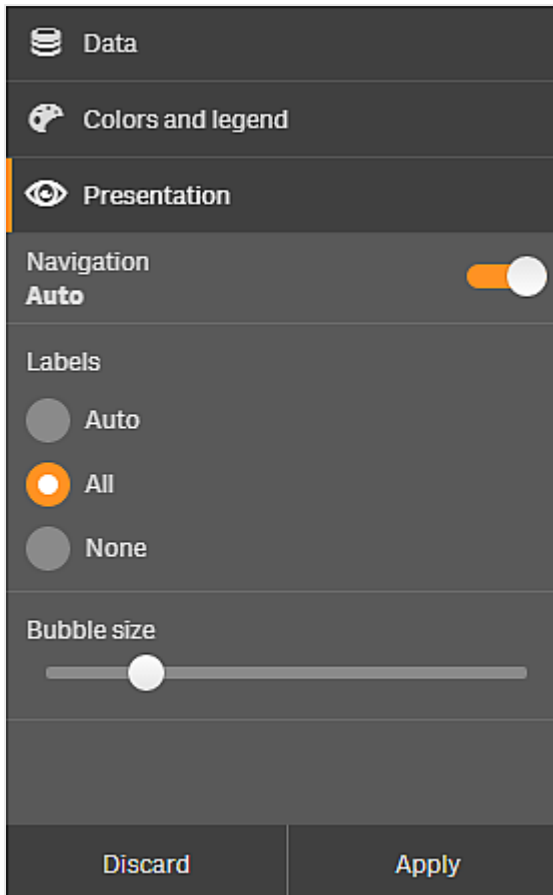 Data
Colors and legend
Presentation
Navigation
Auto
Labels
Auto
All
None
Bubble size
Discard
Apply